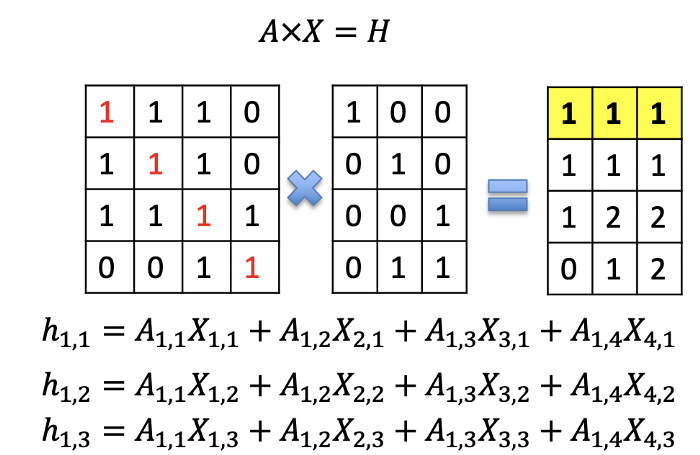 A×X = H
1 1 1 0 1 0 0 1 1 1
1 1 1 0 0 1 0 1 1 1
1 1 1 1 0 0 1 1 2 2
0 0 1 1 0 1 1 0 1 2
h₁,₁ = A₁,₁X₁,₁ + A₁,₂X₂,₁ + A₁,₃X₃,₁ + A₁,₄X₄,₁
h₁,₂ = A₁,₁X₁,₂ + A₁,₂X₂,₂ + A₁,₃X₃,₂ + A₁,₄X₄,₂
h₁,₃ = A₁,₁X₁,₃ + A₁,₂X₂,₃ + A₁,₃X₃,₃ + A₁,₄X₄,₃